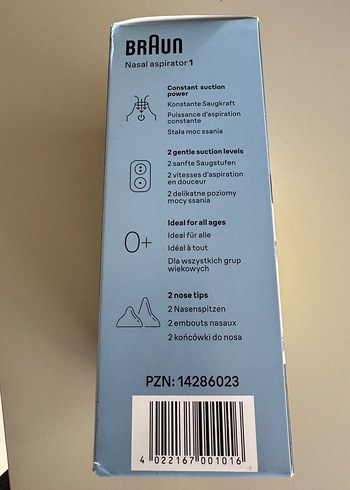 BRAUN
Nasal aspirator 1
Constant suction
power
Konstante Saugkraft
Puissance d'aspiration
constante
Stała moc ssania
2 gentle suction levels
2 sanfte Saugstufen
2 vitesses d'aspiration
en douceur
2 delikatne poziomy
mocy ssania
0+
Ideal for all ages
Ideal für alle
Idéal à tout
Dla wszystkich grup
wiekowych
2 nose tips
2 Nasenspitzen
2 embouts nasaux
2 końcówki do nosa
PZN: 14286023
4 022167 001016